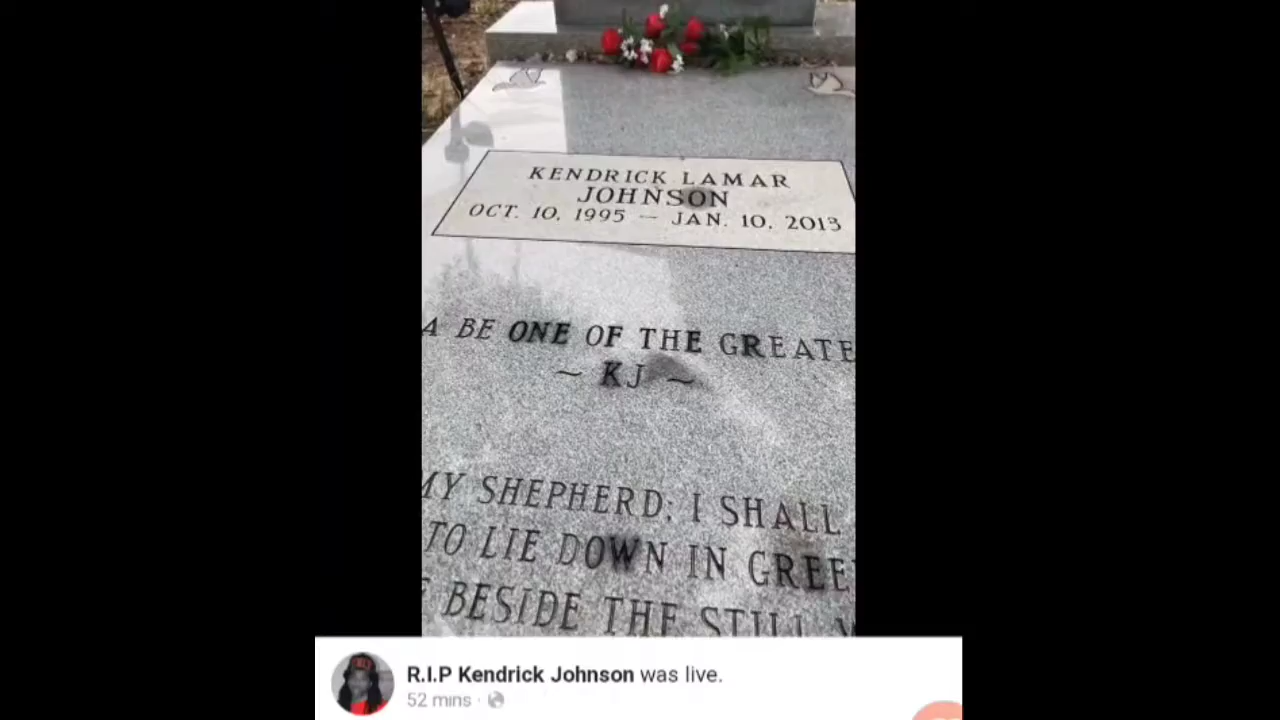 KENDRICK LAMAR
JOHNSON
OCT. 10, 1995 — JAN. 10, 2013
A BE ONE OF THE GREATE
~ KJ ~
MY SHEPHERD; I SHALL
TO LIE DOWN IN GREE
BESIDE THE STILL
R.I.P Kendrick Johnson was live.
52 mins ·